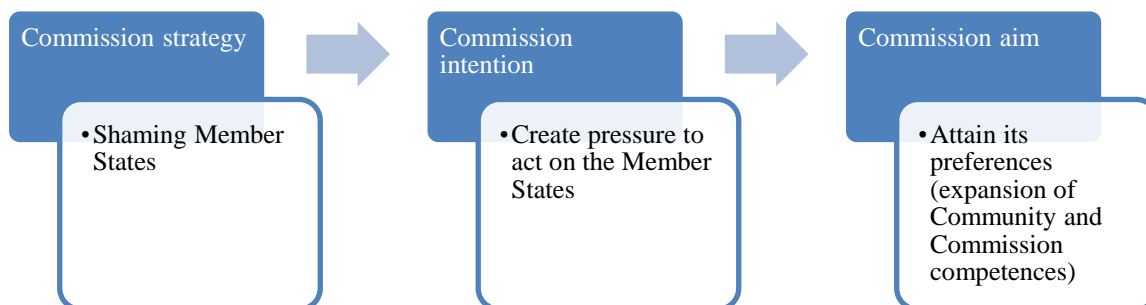 Commission strategy
•Shaming Member
States
Commission
intention
•Create pressure to
act on the Member
States
Commission aim
•Attain its
preferences
(expansion of
Community and
Commission
competences)